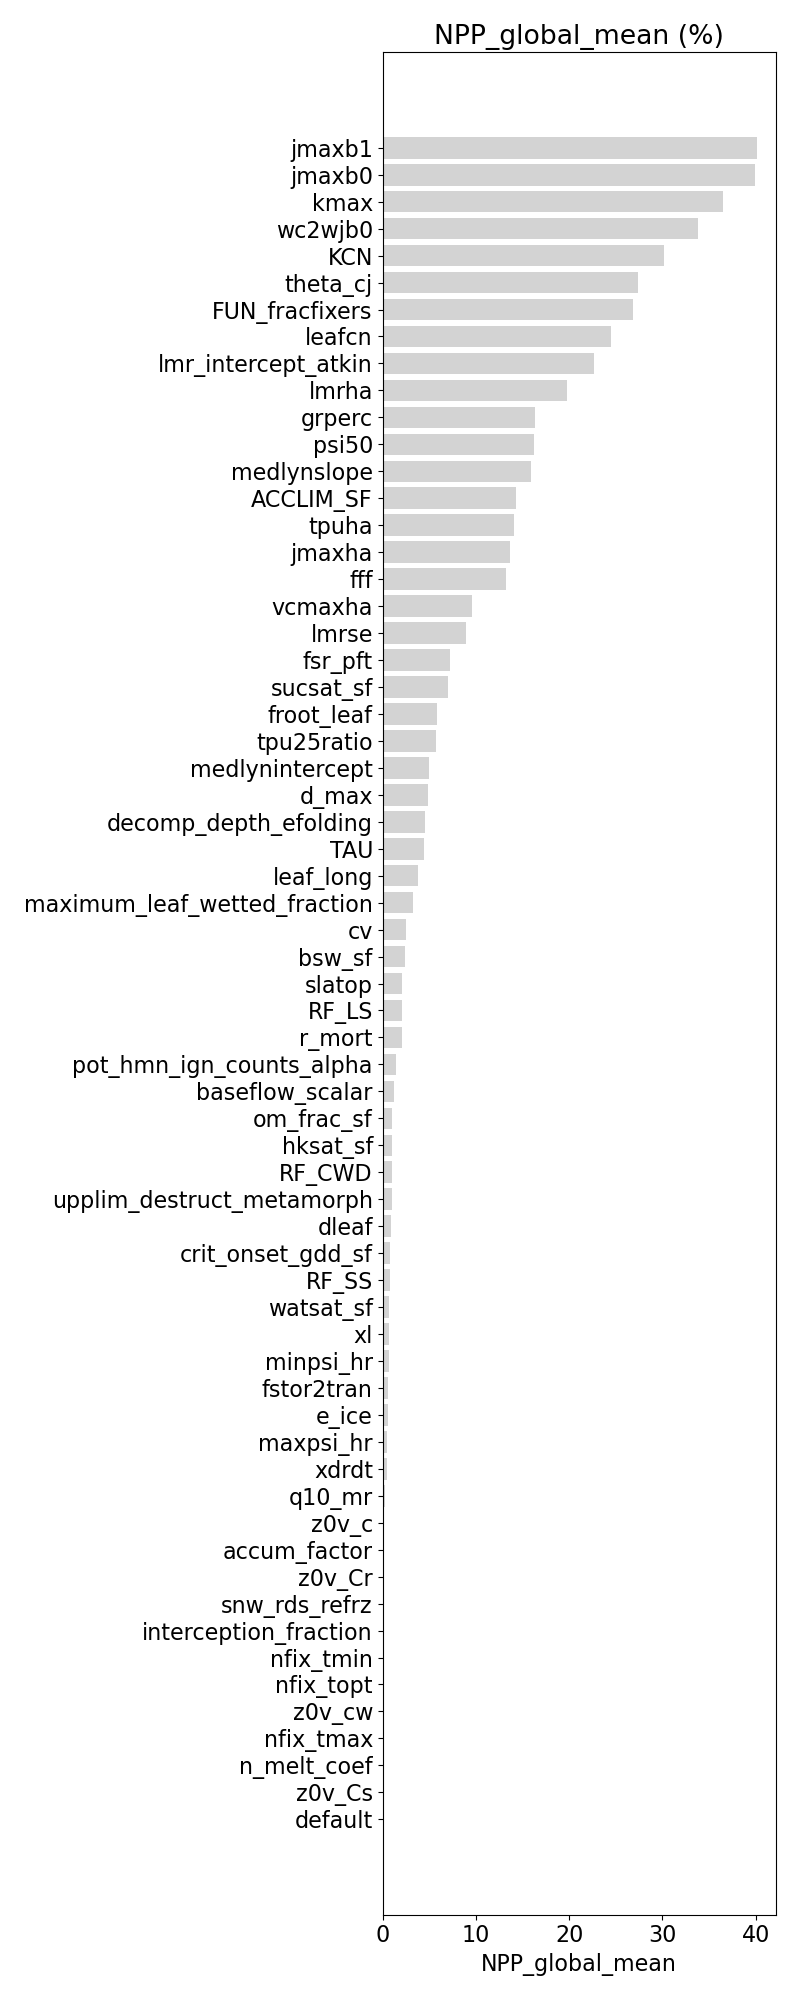 NPP_global_mean (%)
jmaxb1
jmaxb0
kmax
wc2wjb0
KCN
theta_cj
FUN_fracfixers
leafcn
lmr_intercept_atkin
lmrha
grperc
psi50
medlynslope
ACCLIM_SF
tpuha
jmaxha
fff
vcmaxha
lmrse
fsr_pft
sucsat_sf
froot_leaf
tpu25ratio
medlynintercept
d_max
decomp_depth_efolding
TAU
leaf_long
maximum_leaf_wetted_fraction
cv
bsw_sf
slatop
RF_LS
r_mort
pot_hmn_ign_counts_alpha
baseflow_scalar
om_frac_sf
hksat_sf
RF_CWD
upplim_destruct_metamorph
dleaf
crit_onset_gdd_sf
RF_SS
watsat_sf
xl
minpsi_hr
fstor2tran
e_ice
maxpsi_hr
xdrdt
q10_mr
z0v_c
accum_factor
z0v_Cr
snw_rds_refrz
interception_fraction
nfix_tmin
nfix_topt
z0v_cw
nfix_tmax
n_melt_coef
z0v_Cs
default
0 10 20 30 40
NPP_global_mean